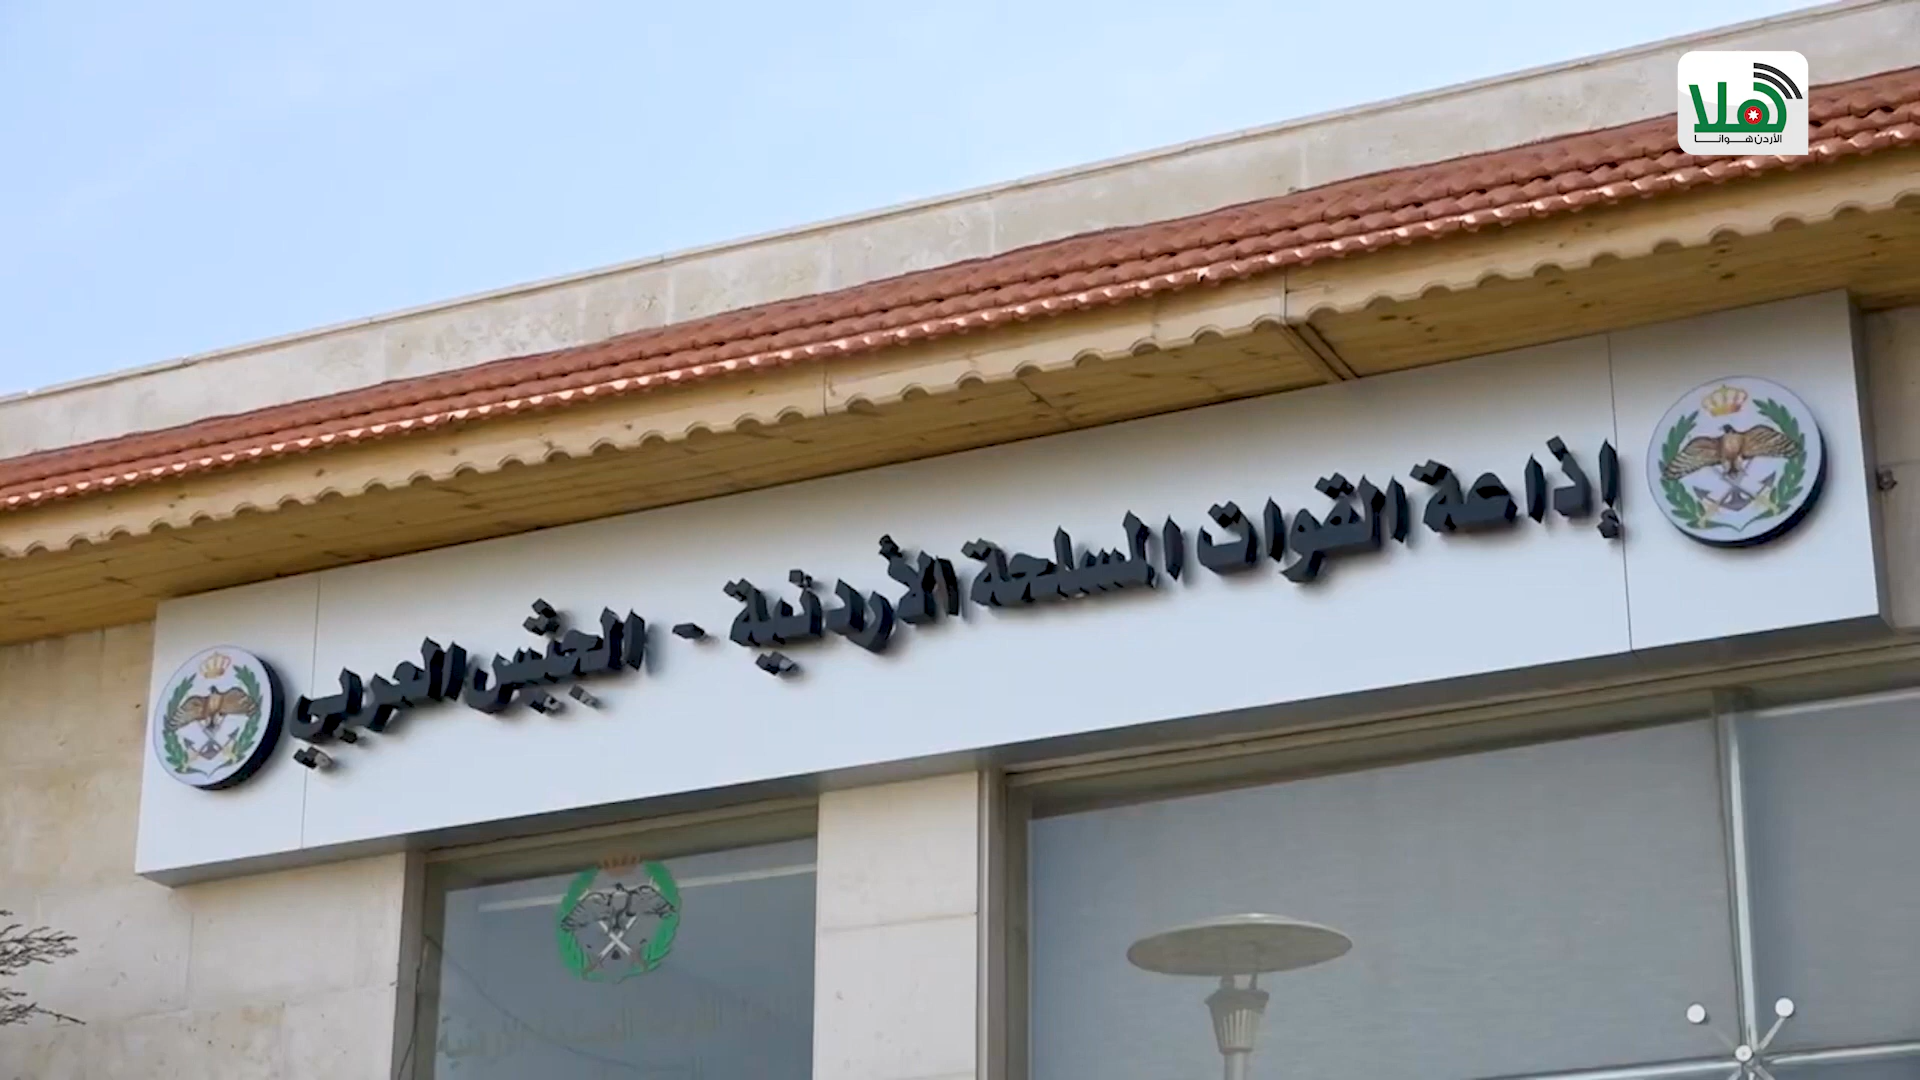 هلا
الأردن هوانا
إذاعة القوات المسلحة الأردنية - الجيش العربي